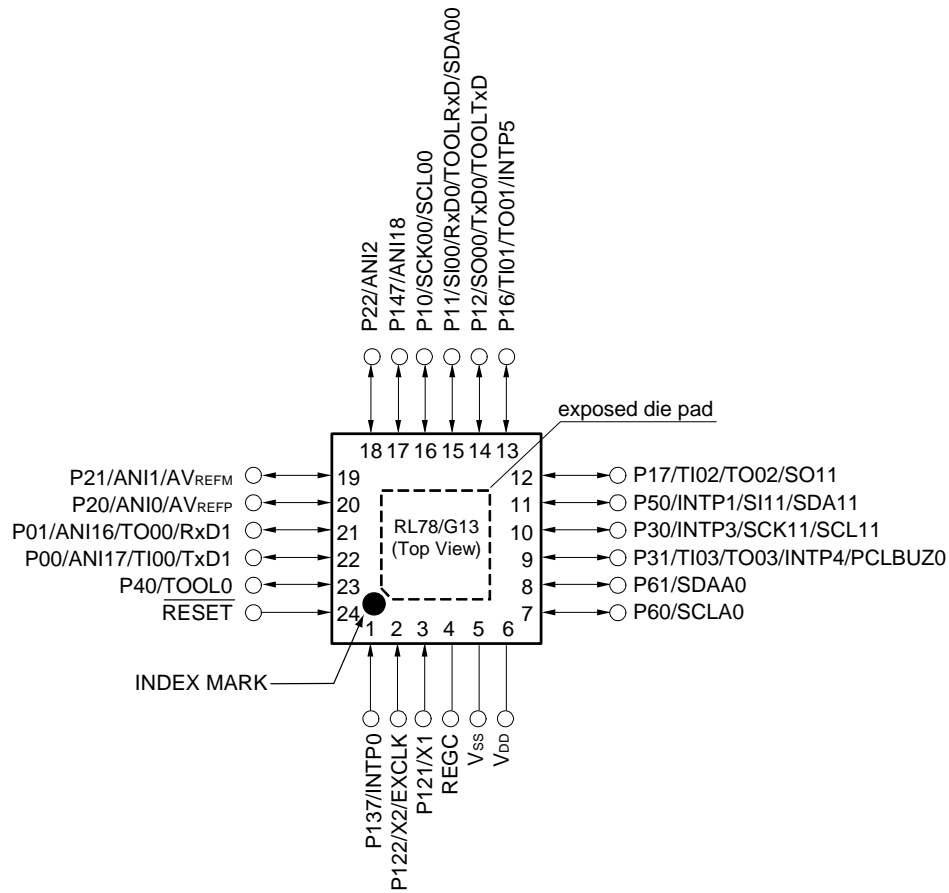 P22/ANI2
P147/ANI18
P10/SCK00/SCL00
P11/SI00/RxD0/TOOLRxD/SDA00
P12/SO00/TxD0/TOOLTxD
P16/TI01/TO01/INTP5
exposed die pad
18 17 16 15 14 13
P21/ANI1/AVREFM
19
12
P17/TI02/TO02/SO11
P20/ANI0/AVREFP
20
11
P50/INTP1/SI11/SDA11
P01/ANI16/TO00/RxD1
21
RL78/G13
(Top View)
10
P30/INTP3/SCK11/SCL11
P00/ANI17/TI00/TxD1
22
9
P31/TI03/TO03/INTP4/PCLBUZ0
P40/TOOL0
23
8
P61/SDAA0
RESET
24
7
P60/SCLA0
1 2 3 4 5 6
INDEX MARK
P137/INTP0
P122/X2/EXCLK
P121/X1
REGC
VSS
VDD